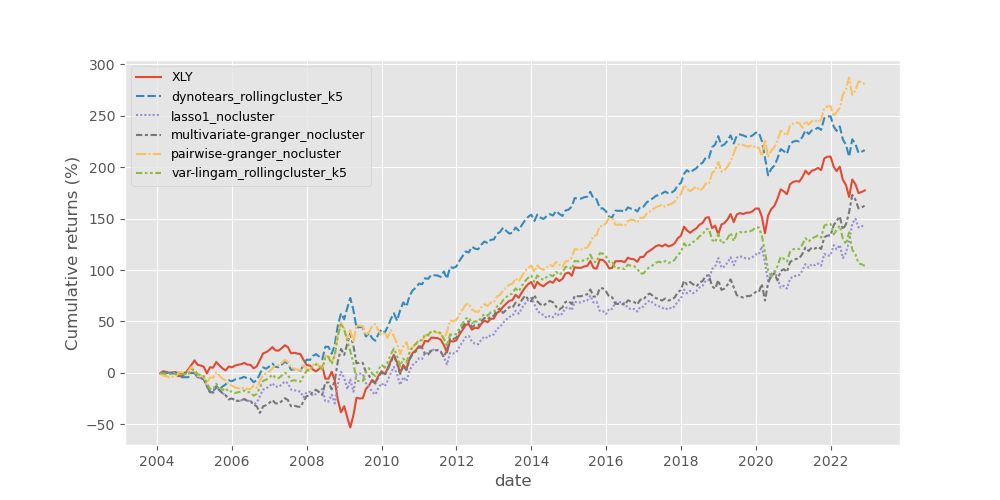 300
250
200
150
100
50
0
−50
Cumulative returns (%)
XLY
dynotears_rollingcluster_k5
lasso1_nocluster
multivariate-granger_nocluster
pairwise-granger_nocluster
var-lingam_rollingcluster_k5
2004 2006 2008 2010 2012 2014 2016 2018 2020 2022
date